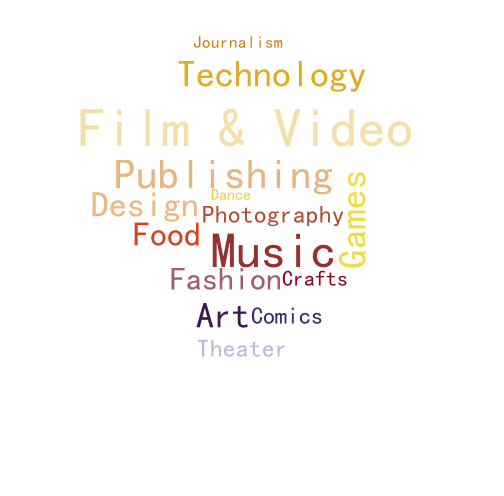 Journalism
Technology
Film & Video
Publishing
Dance
Design
Photography
Games
Food
Music
Fashion
Crafts
Art
Comics
Theater